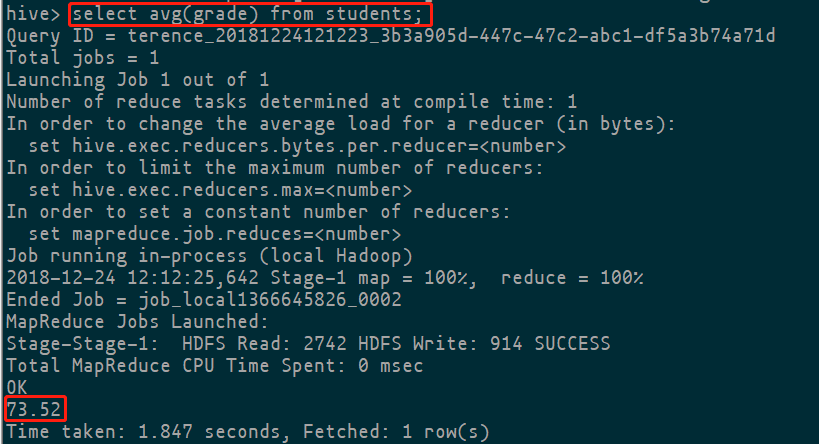 hive> select avg(grade) from students;
Query ID = terence_20181224121223_3b3a905d-447c-47c2-abc1-df5a3b74a71d
Total jobs = 1
Launching Job 1 out of 1
Number of reduce tasks determined at compile time: 1
In order to change the average load for a reducer (in bytes):
  set hive.exec.reducers.bytes.per.reducer=<number>
In order to limit the maximum number of reducers:
  set hive.exec.reducers.max=<number>
In order to set a constant number of reducers:
  set mapreduce.job.reduces=<number>
Job running in-process (local Hadoop)
2018-12-24 12:12:25,642 Stage-1 map = 100%,  reduce = 100%
Ended Job = job_local1366645826_0002
MapReduce Jobs Launched:
Stage-Stage-1:  HDFS Read: 2742 HDFS Write: 914 SUCCESS
Total MapReduce CPU Time Spent: 0 msec
OK
73.52
Time taken: 1.847 seconds, Fetched: 1 row(s)